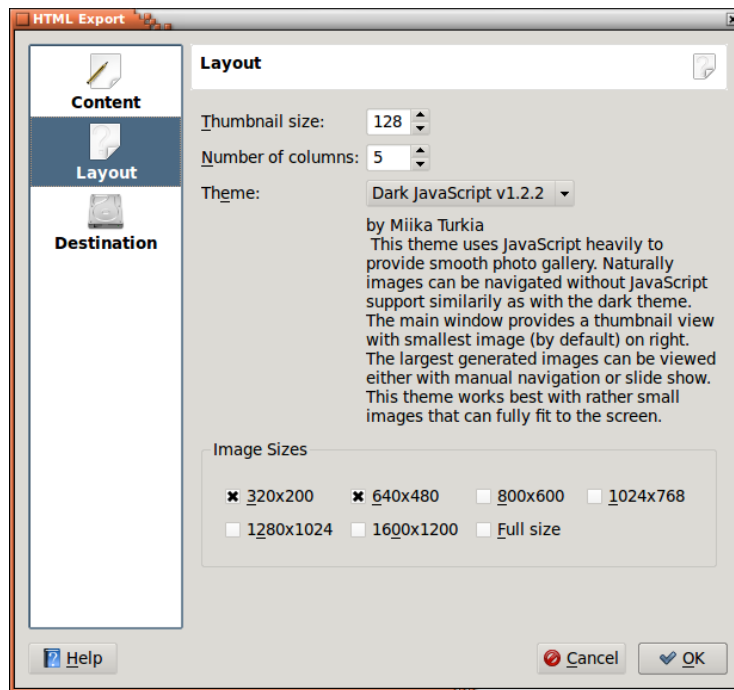 HTML Export
Content
Layout
Destination
Layout
Thumbnail size: 128
Number of columns: 5
Theme: Dark JavaScript v1.2.2
by Miika Turkia
This theme uses JavaScript heavily to
provide smooth photo gallery. Naturally
images can be navigated without JavaScript
support similarily as with the dark theme.
The main window provides a thumbnail view
with smallest image (by default) on right.
The largest generated images can be viewed
either with manual navigation or slide show.
This theme works best with rather small
images that can fully fit to the screen.
Image Sizes
320x200 640x480 800x600 1024x768
1280x1024 1600x1200 Full size
Help Cancel OK